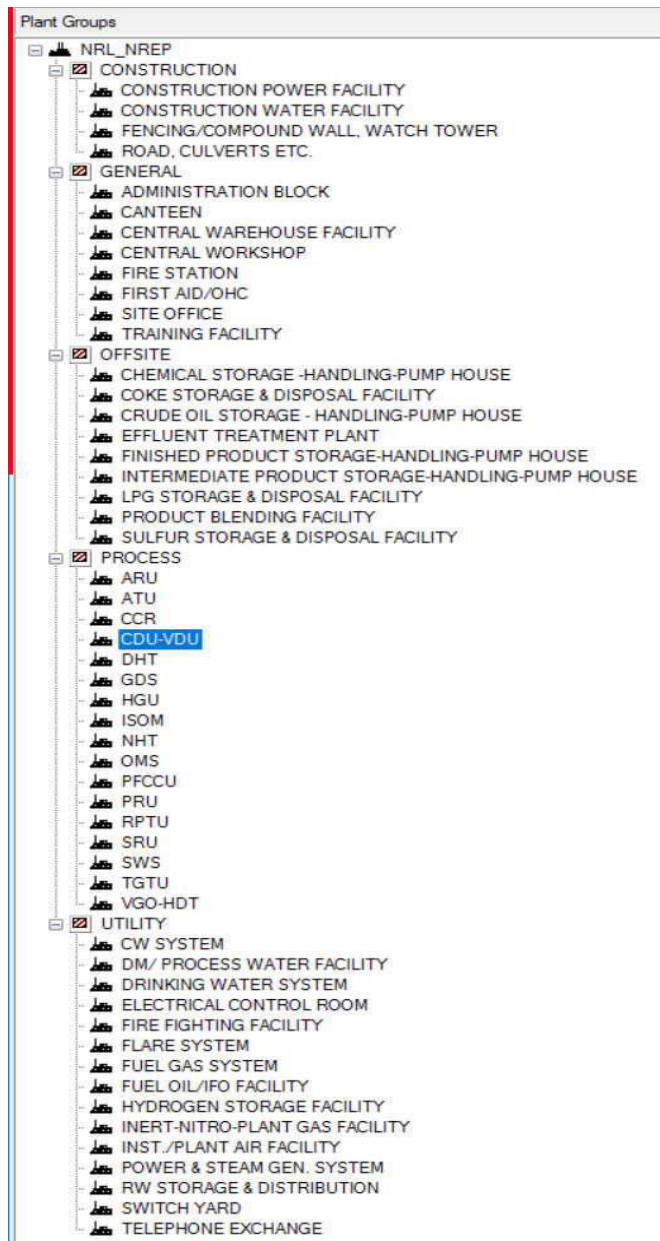 Plant Groups
NRL_NREP
CONSTRUCTION
CONSTRUCTION POWER FACILITY
CONSTRUCTION WATER FACILITY
FENCING/COMPOUND WALL, WATCH TOWER
ROAD, CULVERTS ETC.
GENERAL
ADMINISTRATION BLOCK
CANTEEN
CENTRAL WAREHOUSE FACILITY
CENTRAL WORKSHOP
FIRE STATION
FIRST AID/OHC
SITE OFFICE
TRAINING FACILITY
OFFSITE
CHEMICAL STORAGE -HANDLING-PUMP HOUSE
COKE STORAGE & DISPOSAL FACILITY
CRUDE OIL STORAGE - HANDLING-PUMP HOUSE
EFFLUENT TREATMENT PLANT
FINISHED PRODUCT STORAGE-HANDLING-PUMP HOUSE
INTERMEDIATE PRODUCT STORAGE-HANDLING-PUMP HOUSE
LPG STORAGE & DISPOSAL FACILITY
PRODUCT BLENDING FACILITY
SULFUR STORAGE & DISPOSAL FACILITY
PROCESS
ARU
ATU
CCR
CDU-VDU
DHT
GDS
HGU
ISOM
NHT
OMS
PFCCU
PRU
RPTU
SRU
SWS
TGTU
VGO-HDT
UTILITY
CW SYSTEM
DM/ PROCESS WATER FACILITY
DRINKING WATER SYSTEM
ELECTRICAL CONTROL ROOM
FIRE FIGHTING FACILITY
FLARE SYSTEM
FUEL GAS SYSTEM
FUEL OIL/IFO FACILITY
HYDROGEN STORAGE FACILITY
INERT-NITRO-PLANT GAS FACILITY
INST./PLANT AIR FACILITY
POWER & STEAM GEN. SYSTEM
RW STORAGE & DISTRIBUTION
SWITCH YARD
TELEPHONE EXCHANGE